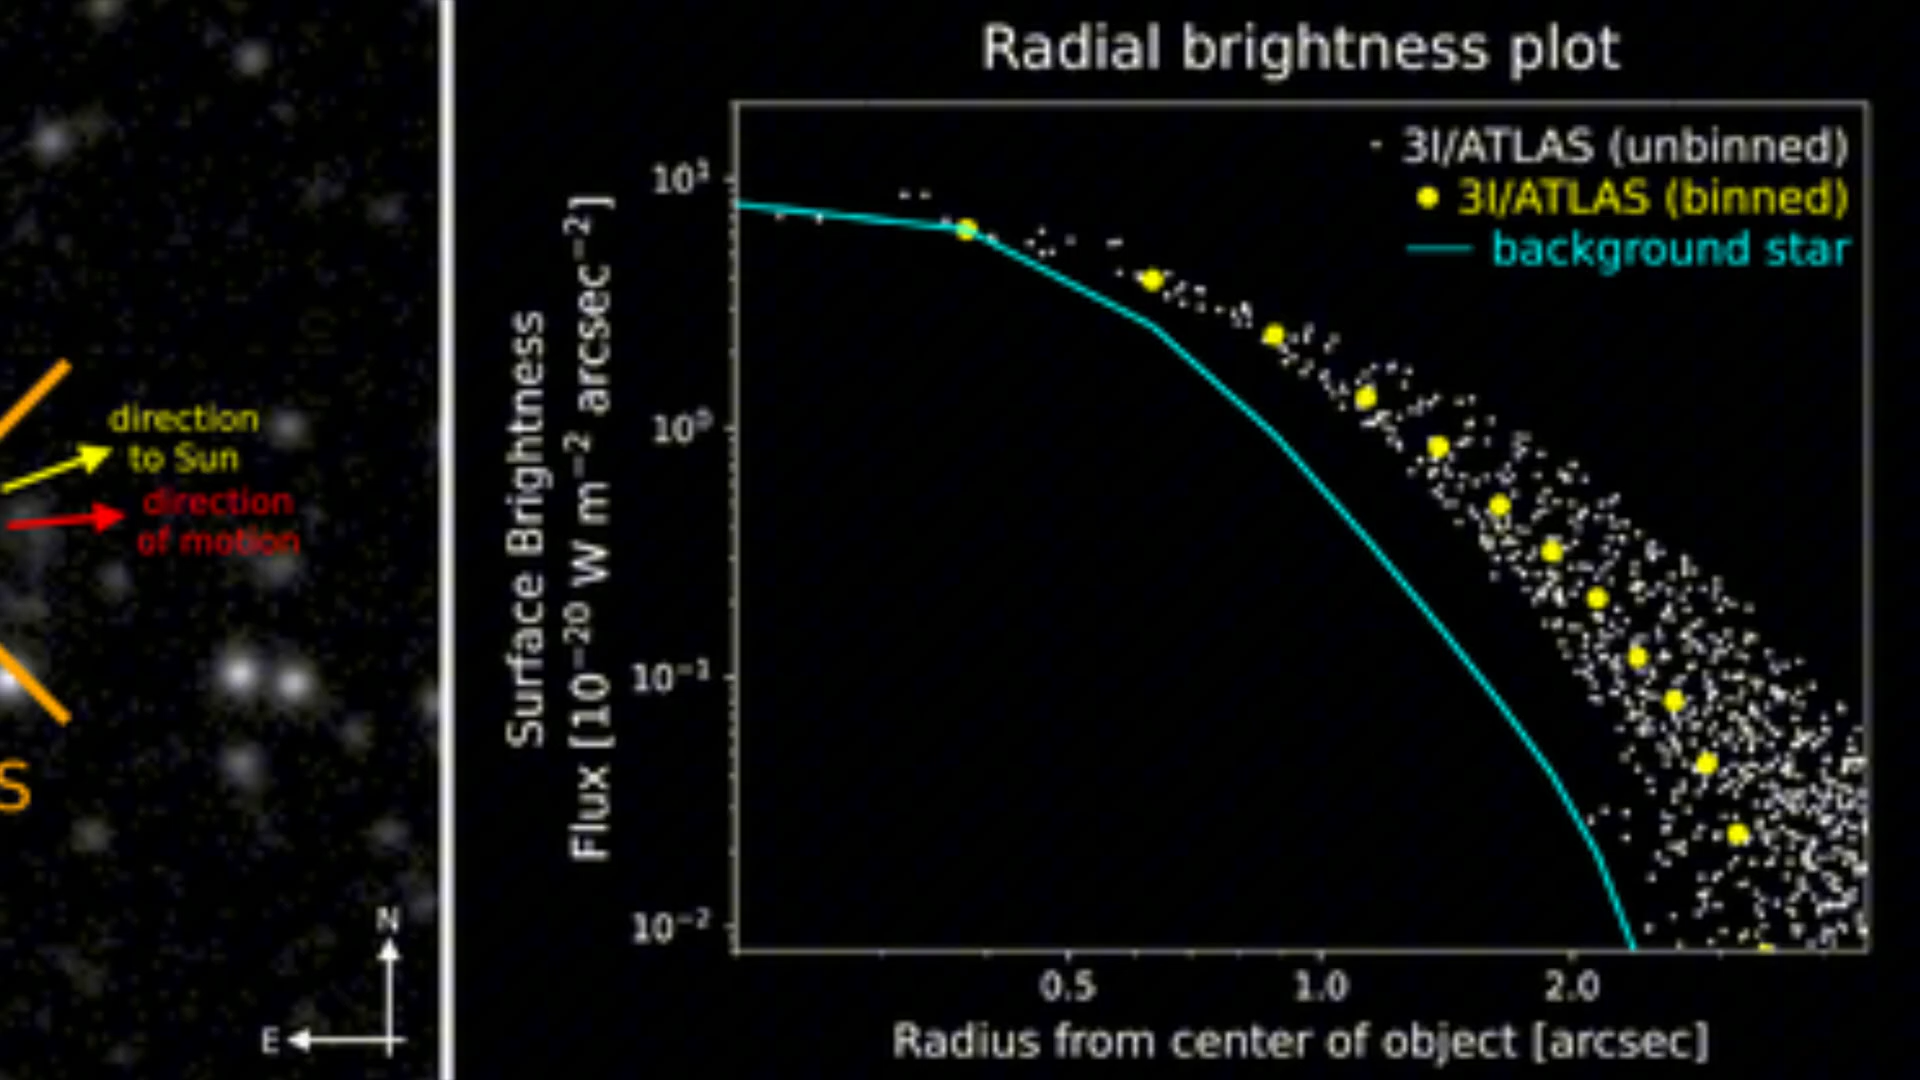 direction
to Sun
direction
of motion
S
N
E
Radial brightness plot
3I/ATLAS (unbinned)
3I/ATLAS (binned)
background star
Surface Brightness
Flux [10⁻²⁰ W m⁻² arcsec⁻²]
10¹
10⁰
10⁻¹
10⁻²
0.5 1.0 2.0
Radius from center of object [arcsec]